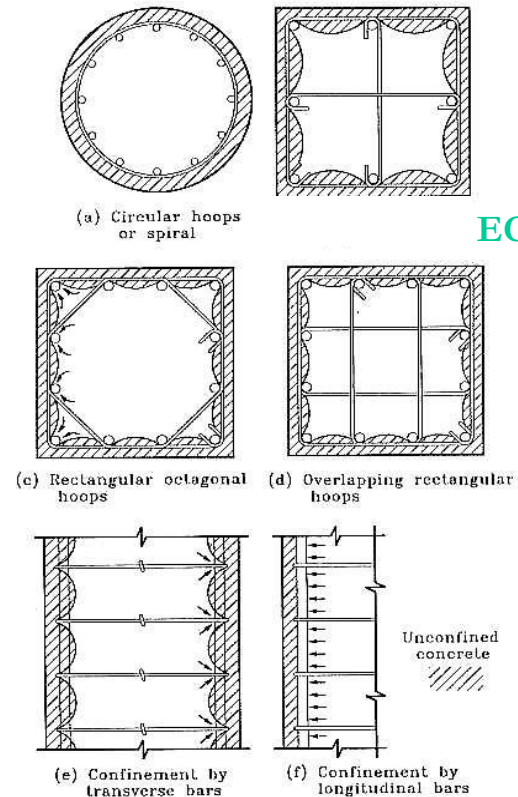 (a) Circular hoops
or spiral
EC
(c) Rectangular octagonal
hoops
(d) Overlapping rectangular
hoops
Unconfined
concrete
(e) Confinement by
transverse bars
(f) Confinement by
longitudinal bars